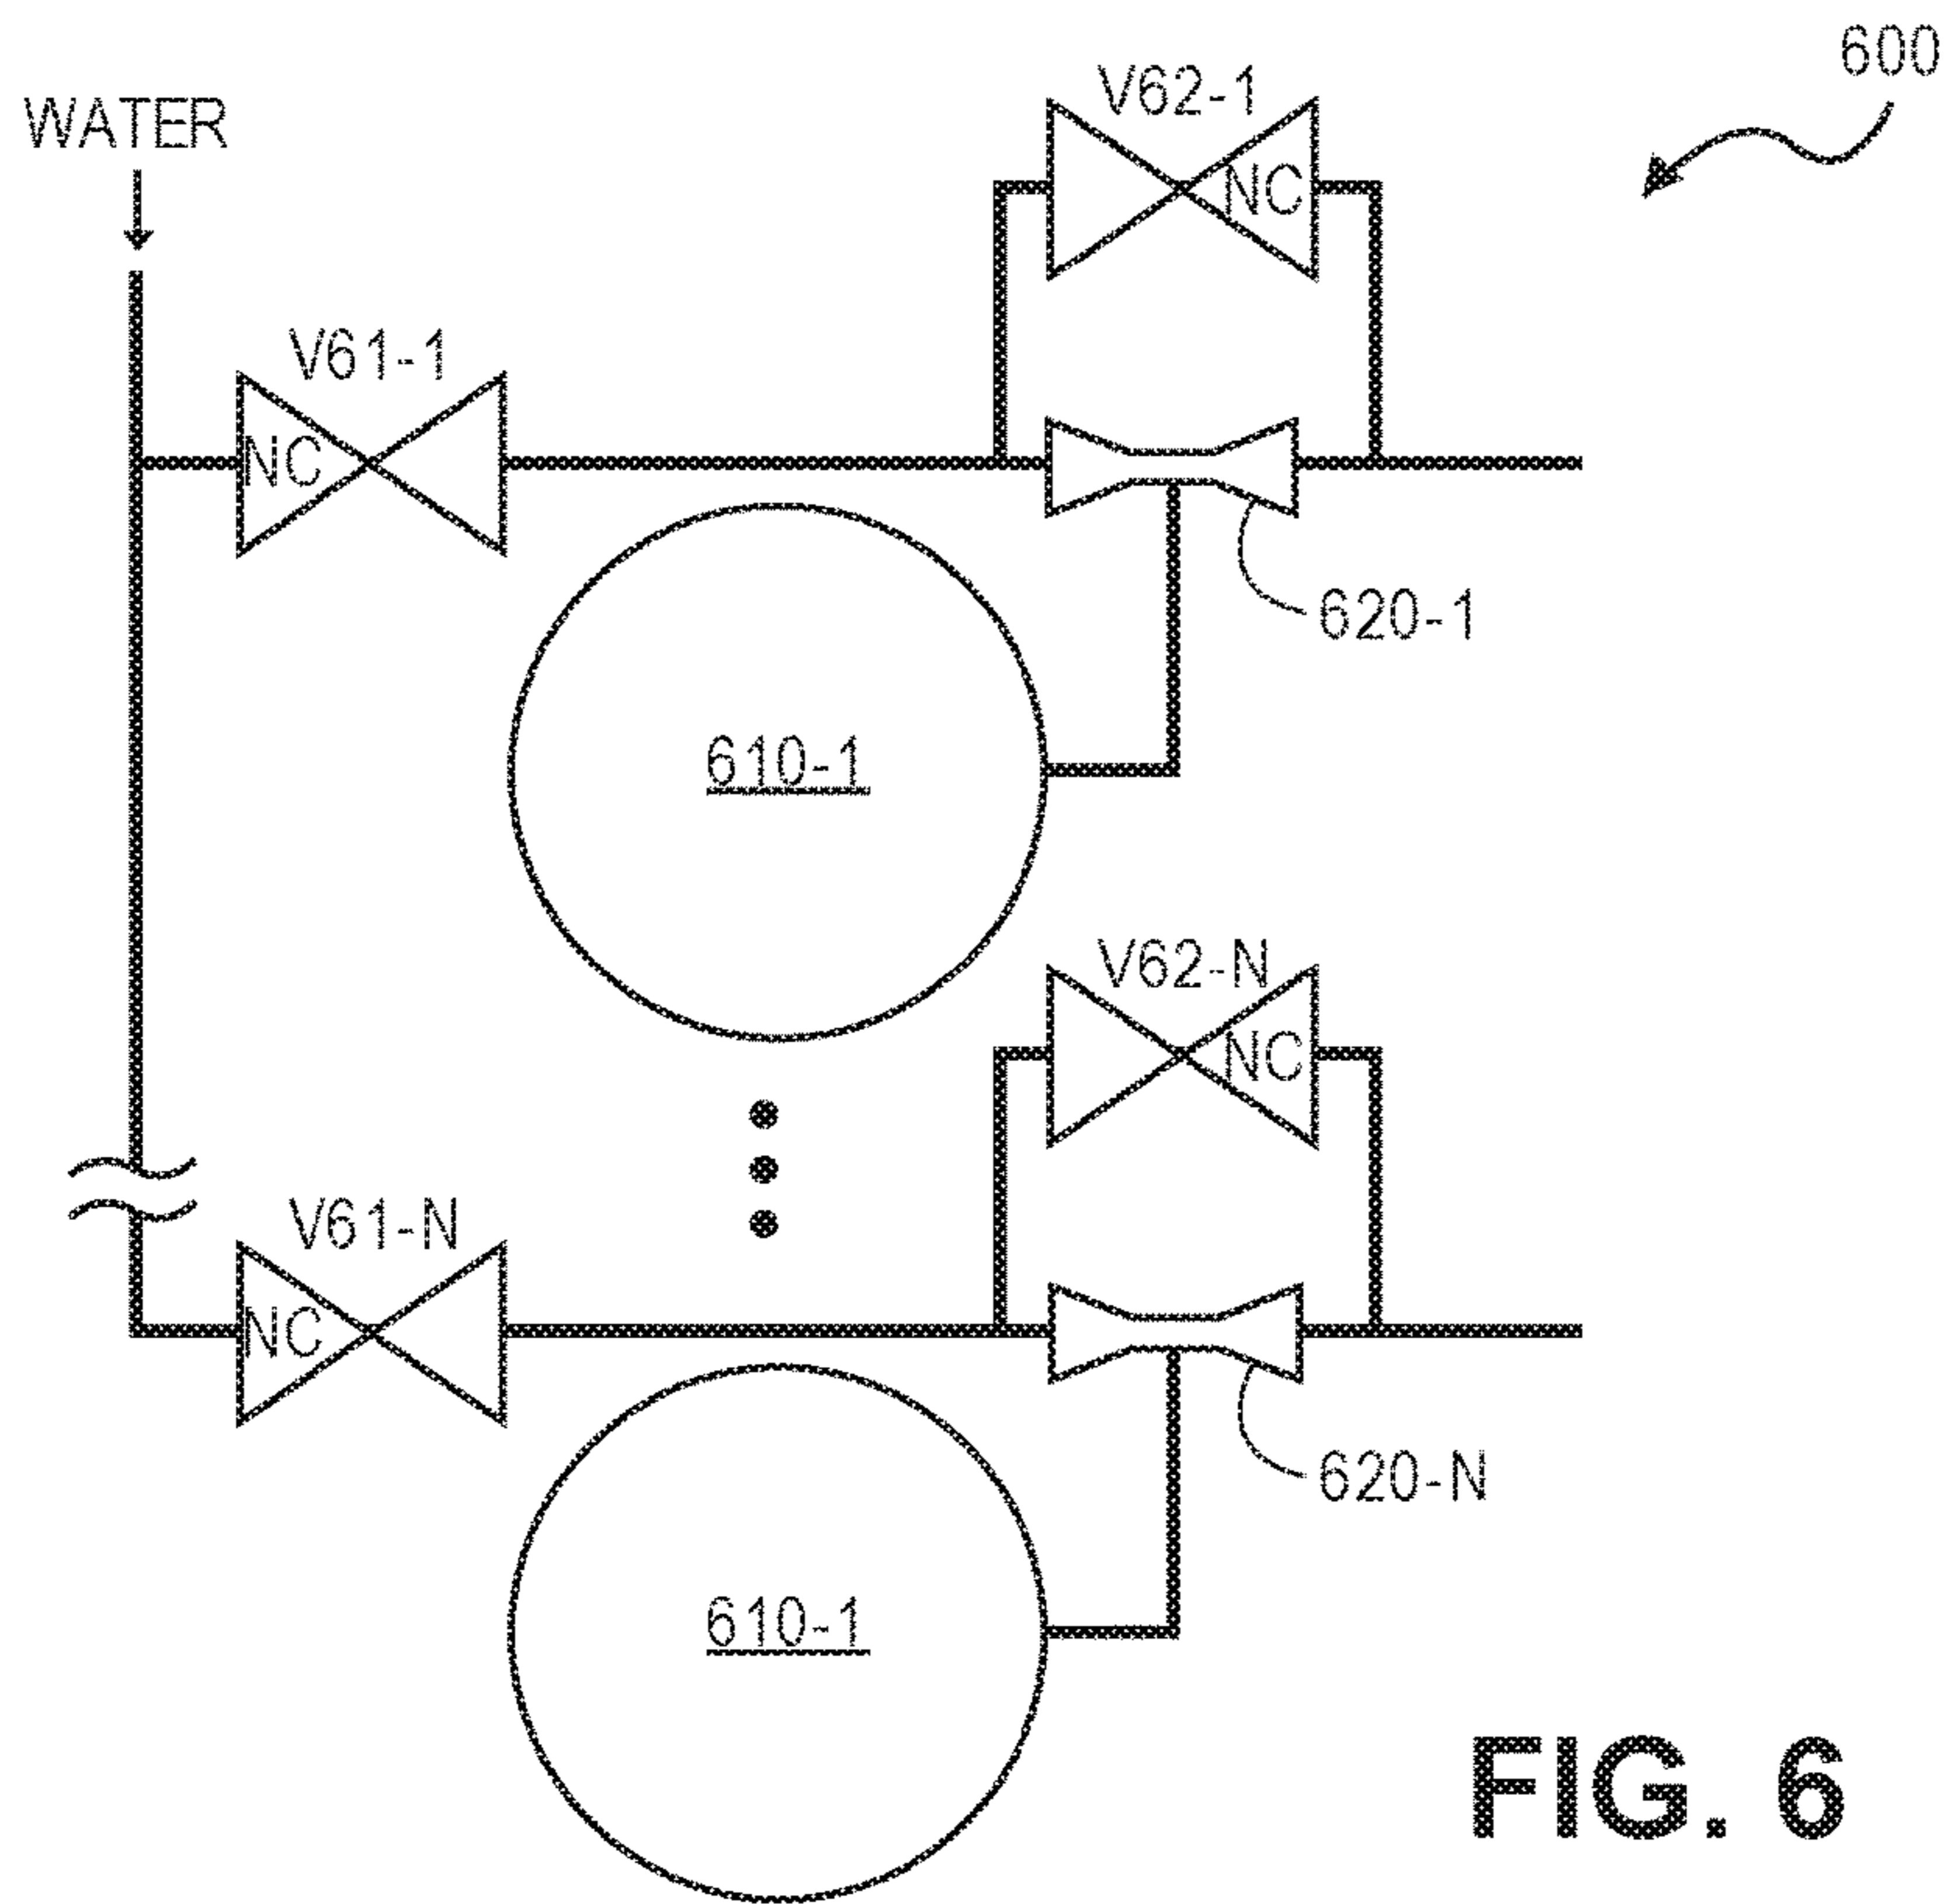 600
WATER
V62-1
NC
V61-1
NC
620-1
610-1
V62-N
NC
V61-N
NC
620-N
610-1
FIG. 6